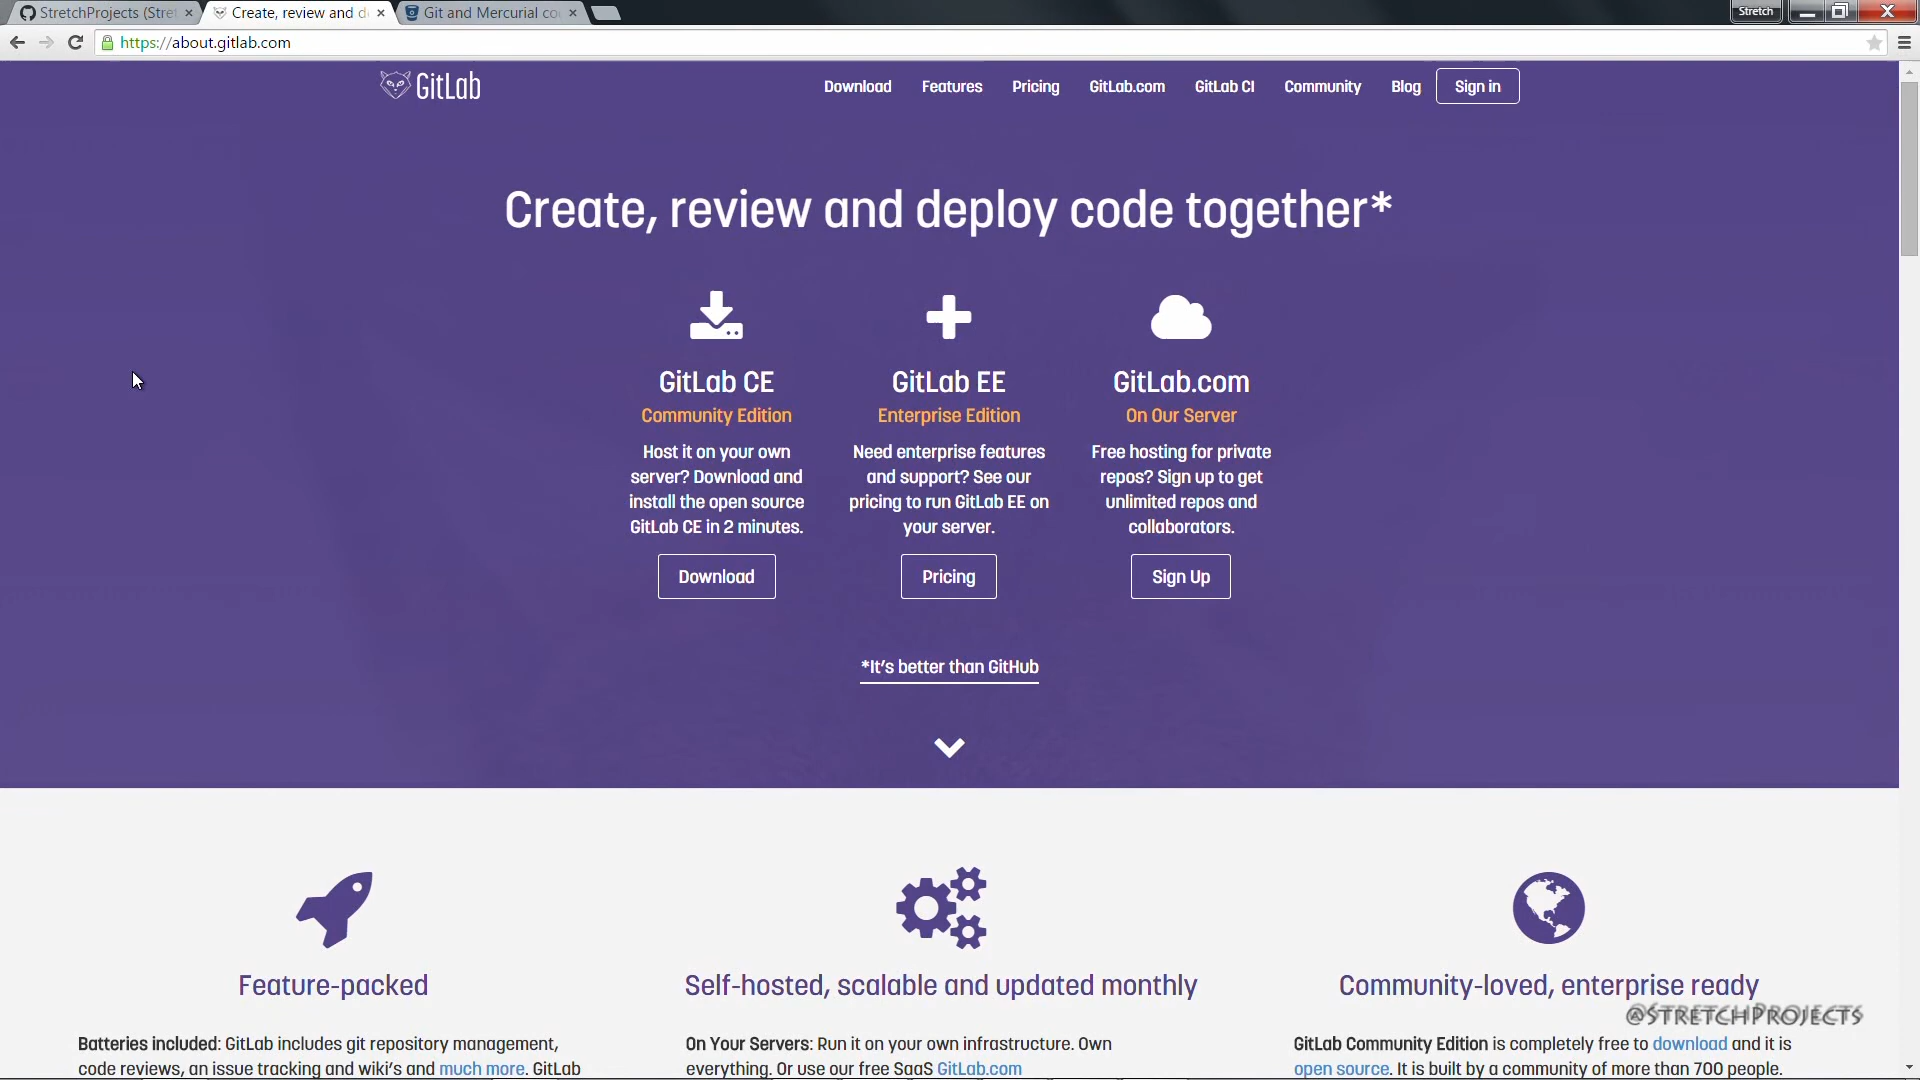 StretchProjects (Stret
Create, review and d
Git and Mercurial co
Stretch
https://about.gitlab.com
GitLab
Download
Features
Pricing
GitLab.com
GitLab CI
Community
Blog
Sign in
Create, review and deploy code together*
GitLab CE
Community Edition
Host it on your own
server? Download and
install the open source
GitLab CE in 2 minutes.
Download
GitLab EE
Enterprise Edition
Need enterprise features
and support? See our
pricing to run GitLab EE on
your server.
Pricing
GitLab.com
On Our Server
Free hosting for private
repos? Sign up to get
unlimited repos and
collaborators.
Sign Up
*It's better than GitHub
Feature-packed
Batteries included: GitLab includes git repository management,
code reviews, an issue tracking and wiki's and much more. GitLab
Self-hosted, scalable and updated monthly
On Your Servers: Run it on your own infrastructure. Own
everything. Or use our free SaaS GitLab.com
Community-loved, enterprise ready
@StretchProjects
GitLab Community Edition is completely free to download and it is
open source. It is built by a community of more than 700 people.